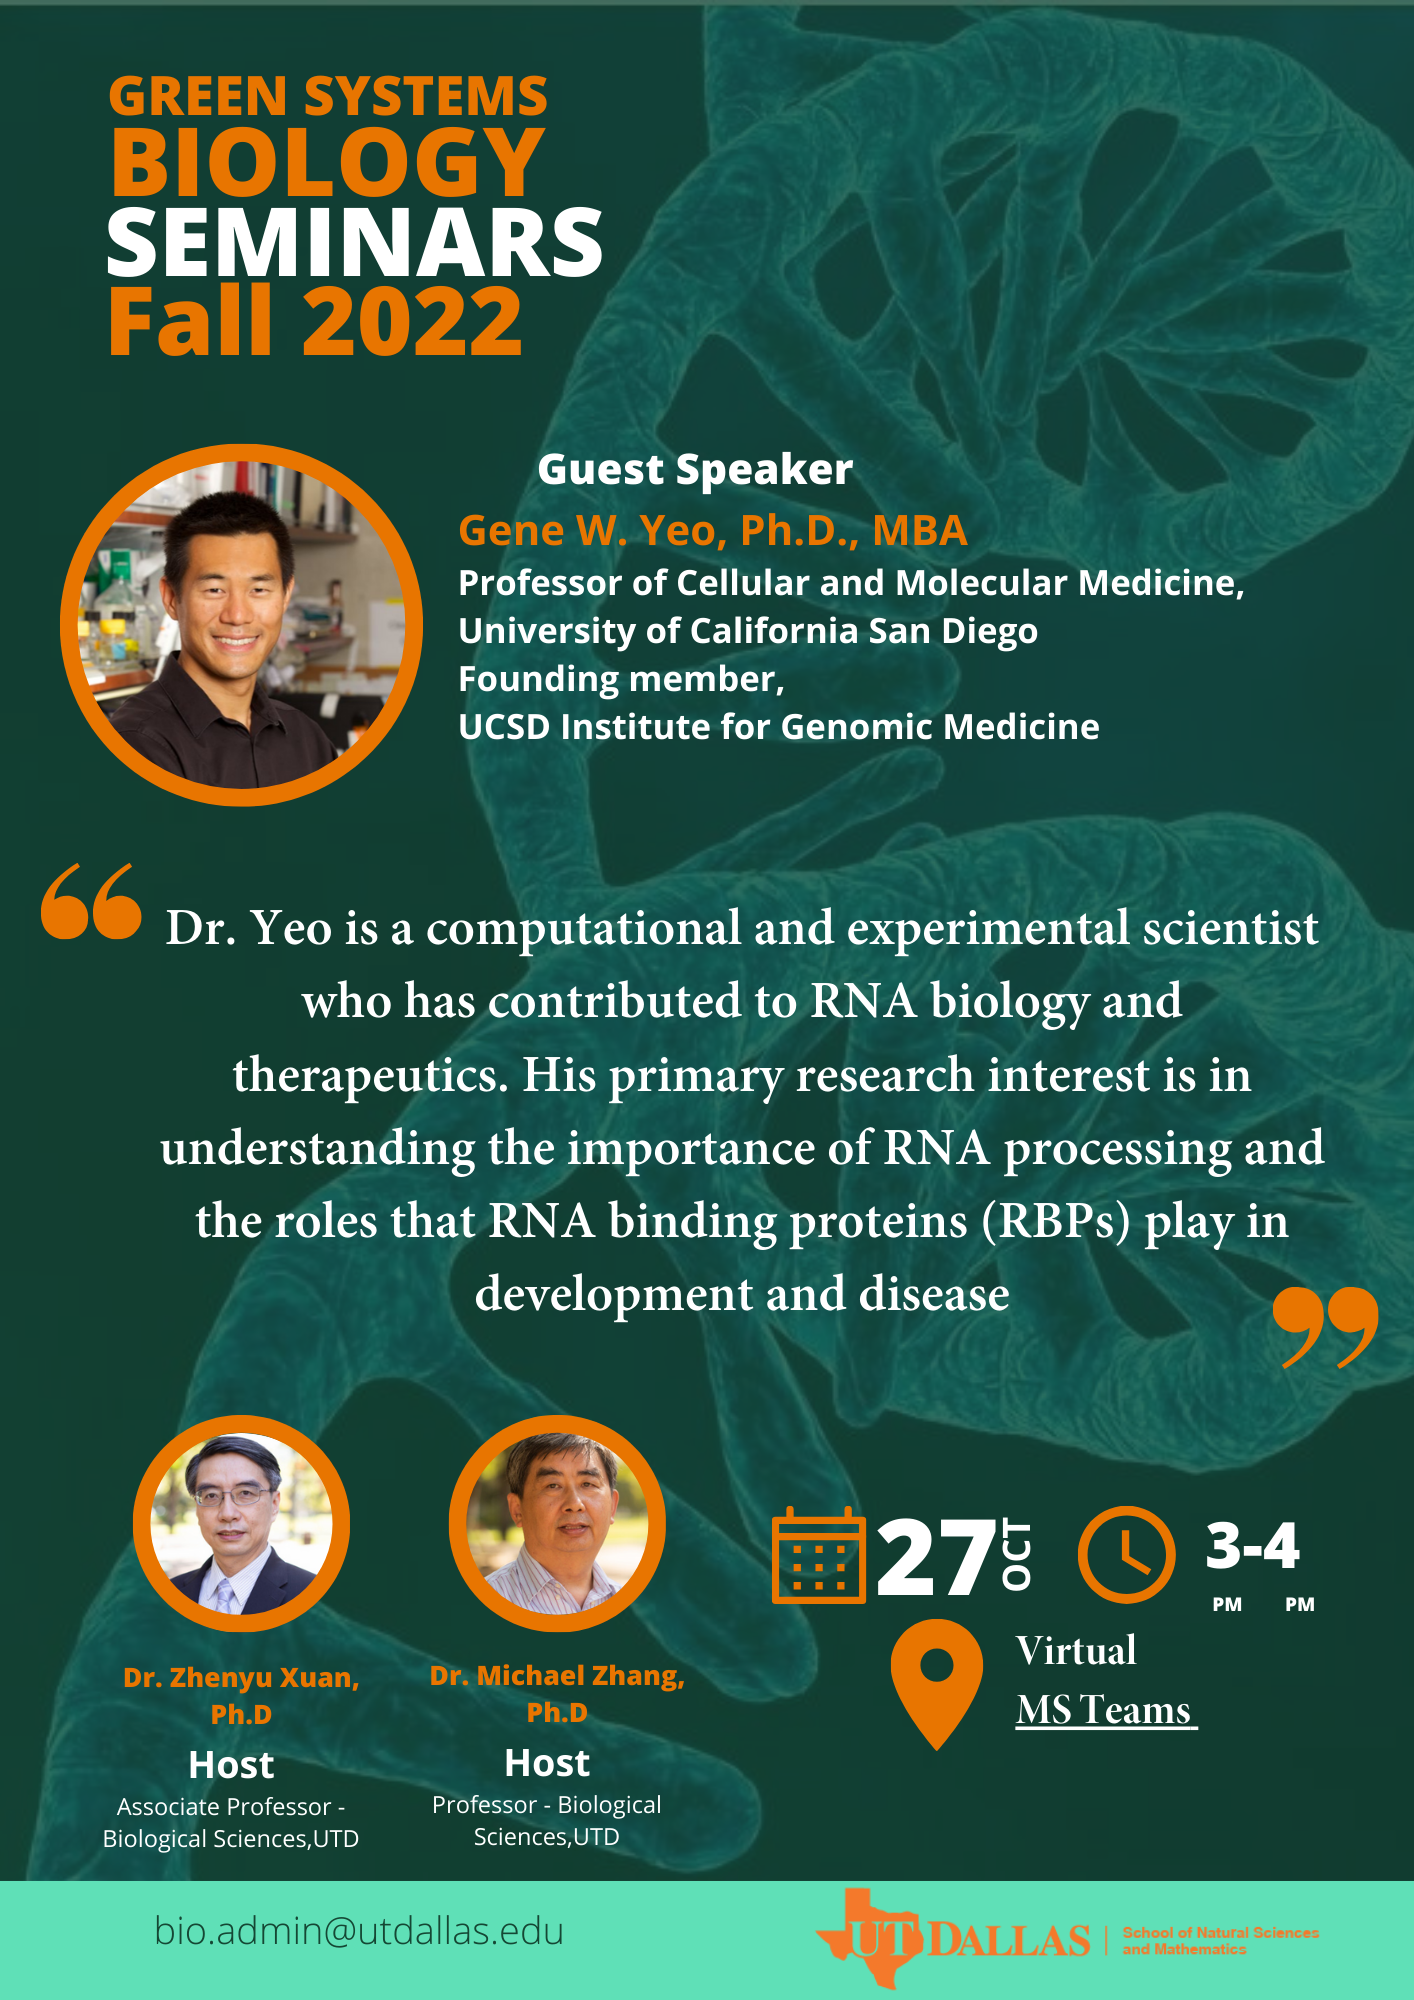 GREEN SYSTEMS
BIOLOGY
SEMINARS
Fall 2022
Guest Speaker
Gene W. Yeo, Ph.D., MBA
Professor of Cellular and Molecular Medicine,
University of California San Diego
Founding member,
UCSD Institute for Genomic Medicine
“
Dr. Yeo is a computational and experimental scientist
who has contributed to RNA biology and
therapeutics. His primary research interest is in
understanding the importance of RNA processing and
the roles that RNA binding proteins (RBPs) play in
development and disease
”
Dr. Zhenyu Xuan,
Ph.D
Host
Associate Professor -
Biological Sciences,UTD
Dr. Michael Zhang,
Ph.D
Host
Professor - Biological
Sciences,UTD
27 OCT
3-4
PM PM
Virtual
MS Teams
bio.admin@utdallas.edu
UT DALLAS
School of Natural Sciences
and Mathematics